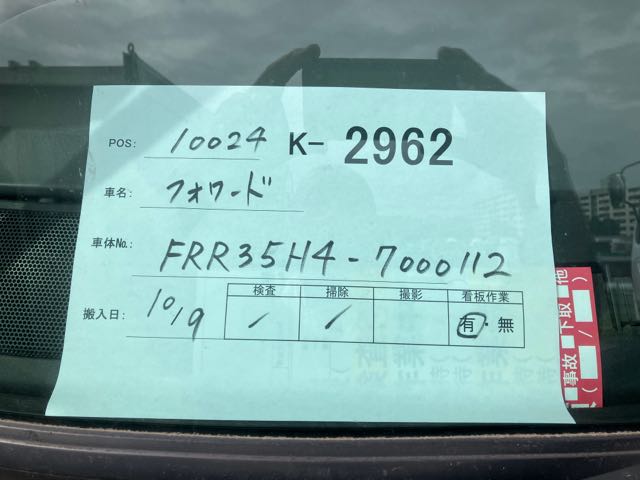 POS: 10024 K- 2962
車名: フォワード
車体No.: FRR35H4-7000112
搬入日: 10/9
検査 掃除 撮影 看板作業
/ / 有・無
■事故 ■下取 ■他
( / )